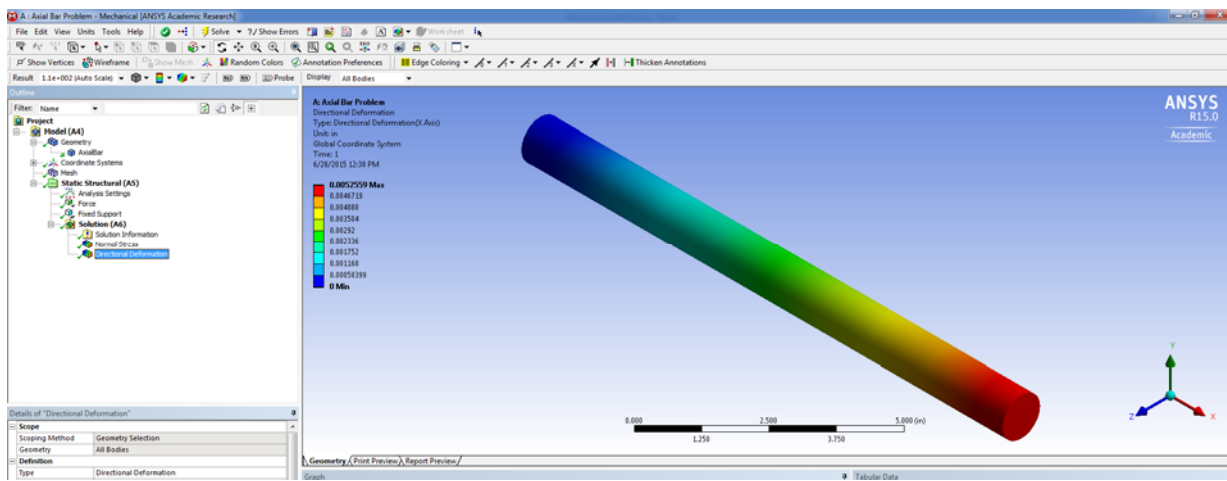 A : Axial Bar Problem - Mechanical [ANSYS Academic Research]
File Edit View Units Tools Help Solve ?/ Show Errors Worksheet
Show Vertices Wireframe Show Mesh Random Colors Annotation Preferences Edge Coloring Thicken Annotations
Result 1.1e+002 (Auto Scale) Probe Display All Bodies
Outline
Filter: Name
Project
Model (A4)
Geometry
AxialBar
Coordinate Systems
Mesh
Static Structural (A5)
Analysis Settings
Force
Fixed Support
Solution (A6)
Solution Information
Normal Stress
Directional Deformation
Details of "Directional Deformation"
Scope
Scoping Method Geometry Selection
Geometry All Bodies
Definition
Type Directional Deformation
A: Axial Bar Problem
Directional Deformation
Type: Directional Deformation(X Axis)
Unit: in
Global Coordinate System
Time: 1
6/28/2015 12:38 PM
0.0052559 Max
0.0046719
0.004088
0.003504
0.00292
0.002336
0.001752
0.001168
0.00058399
0 Min
ANSYS
R15.0
Academic
0.000 2.500 5.000 (in)
1.250 3.750
Y
Z X
Geometry Print Preview Report Preview
Graph Tabular Data